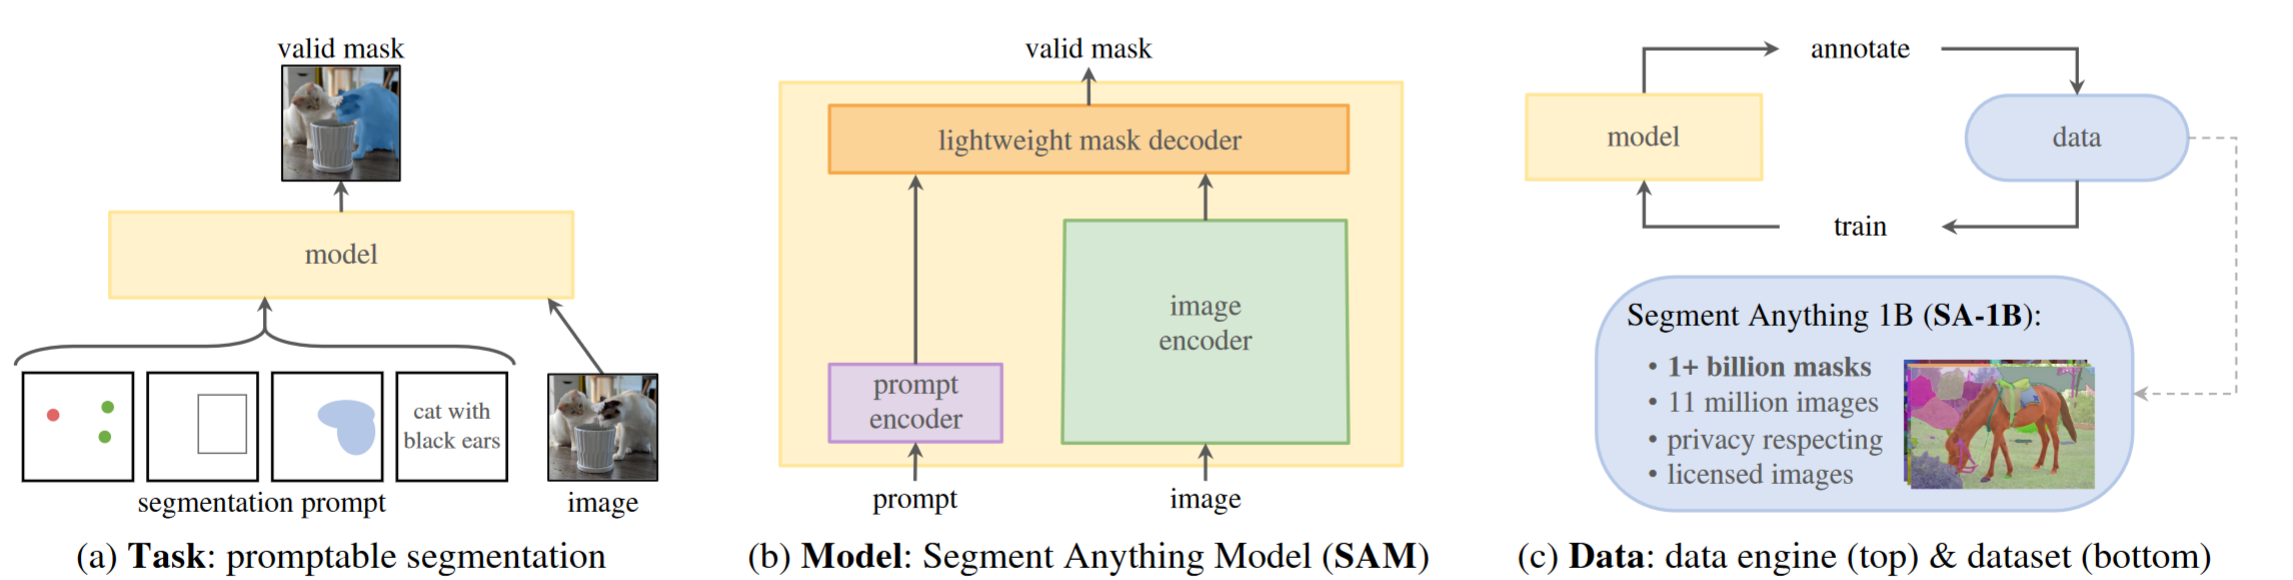 valid mask
model
cat with
black ears
segmentation prompt
image
(a) Task: promptable segmentation
valid mask
lightweight mask decoder
image
encoder
prompt
encoder
prompt
image
(b) Model: Segment Anything Model (SAM)
annotate
model
data
train
Segment Anything 1B (SA-1B):
• 1+ billion masks
• 11 million images
• privacy respecting
• licensed images
(c) Data: data engine (top) & dataset (bottom)